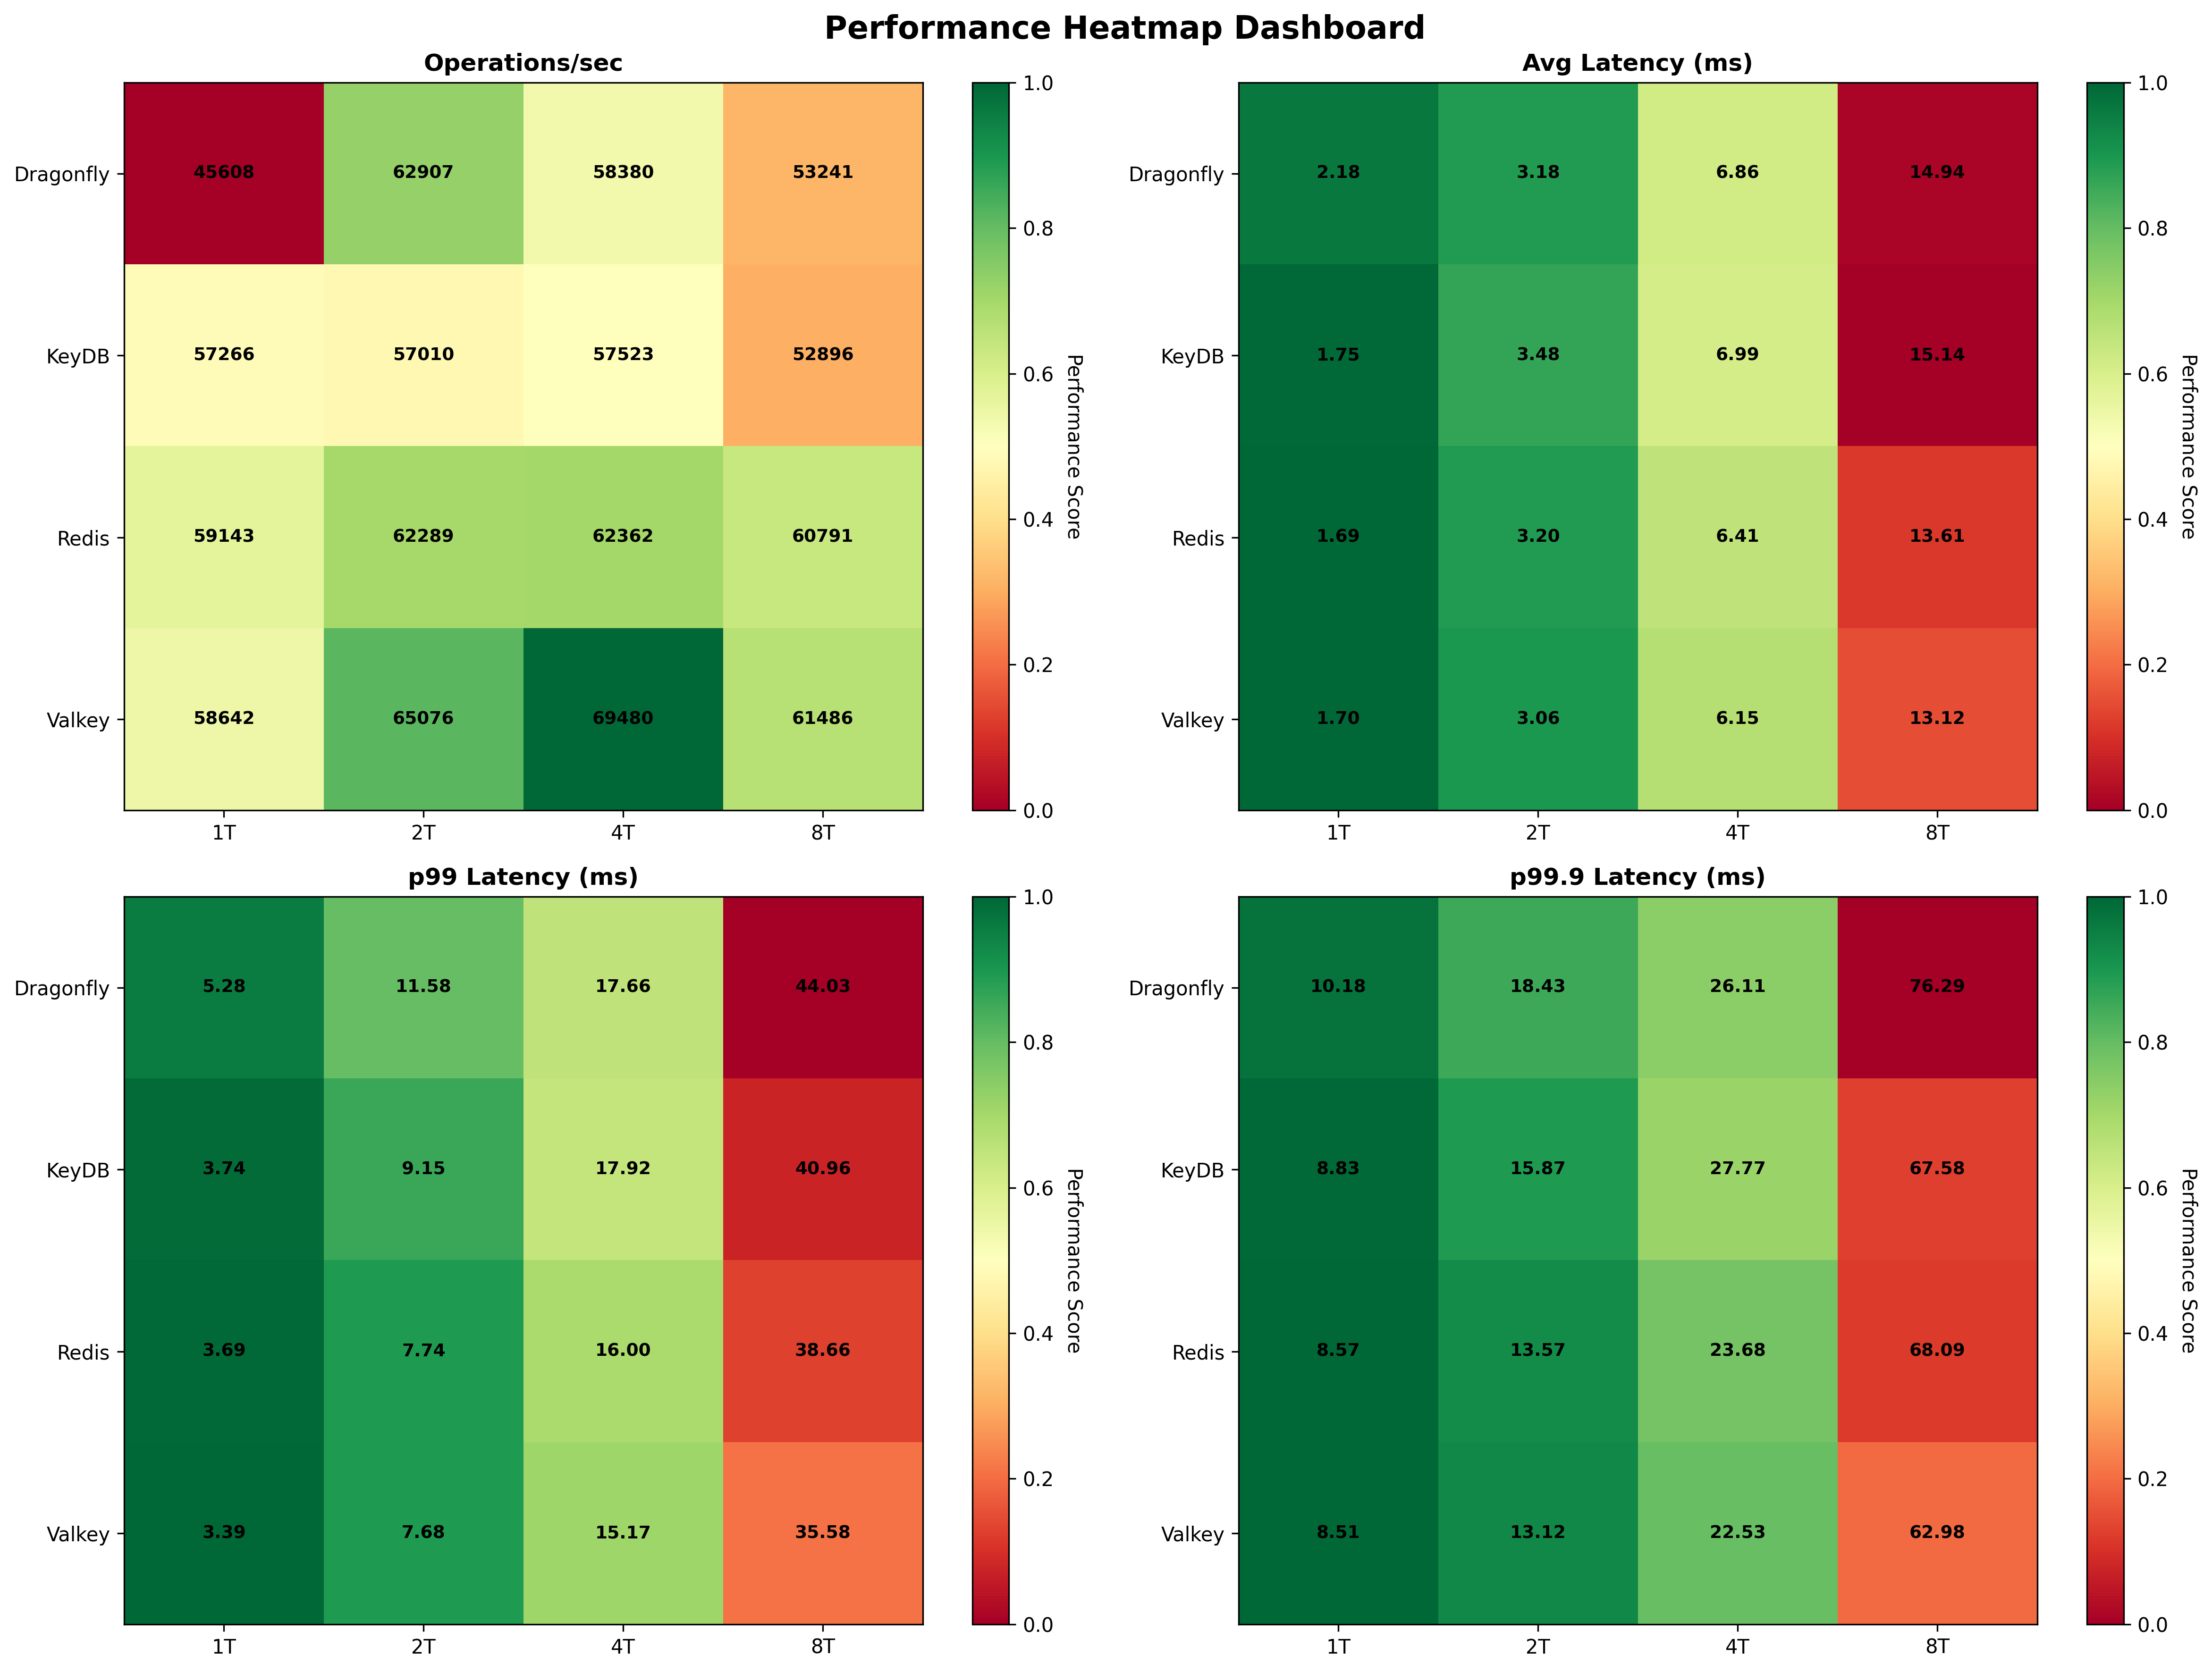 Performance Heatmap Dashboard
Operations/sec
Dragonfly 45608 62907 58380 53241
KeyDB 57266 57010 57523 52896
Redis 59143 62289 62362 60791
Valkey 58642 65076 69480 61486
1T 2T 4T 8T
1.0
0.8
0.6
0.4
0.2
0.0
Performance Score
Avg Latency (ms)
Dragonfly 2.18 3.18 6.86 14.94
KeyDB 1.75 3.48 6.99 15.14
Redis 1.69 3.20 6.41 13.61
Valkey 1.70 3.06 6.15 13.12
1T 2T 4T 8T
1.0
0.8
0.6
0.4
0.2
0.0
Performance Score
p99 Latency (ms)
Dragonfly 5.28 11.58 17.66 44.03
KeyDB 3.74 9.15 17.92 40.96
Redis 3.69 7.74 16.00 38.66
Valkey 3.39 7.68 15.17 35.58
1T 2T 4T 8T
1.0
0.8
0.6
0.4
0.2
0.0
Performance Score
p99.9 Latency (ms)
Dragonfly 10.18 18.43 26.11 76.29
KeyDB 8.83 15.87 27.77 67.58
Redis 8.57 13.57 23.68 68.09
Valkey 8.51 13.12 22.53 62.98
1T 2T 4T 8T
1.0
0.8
0.6
0.4
0.2
0.0
Performance Score